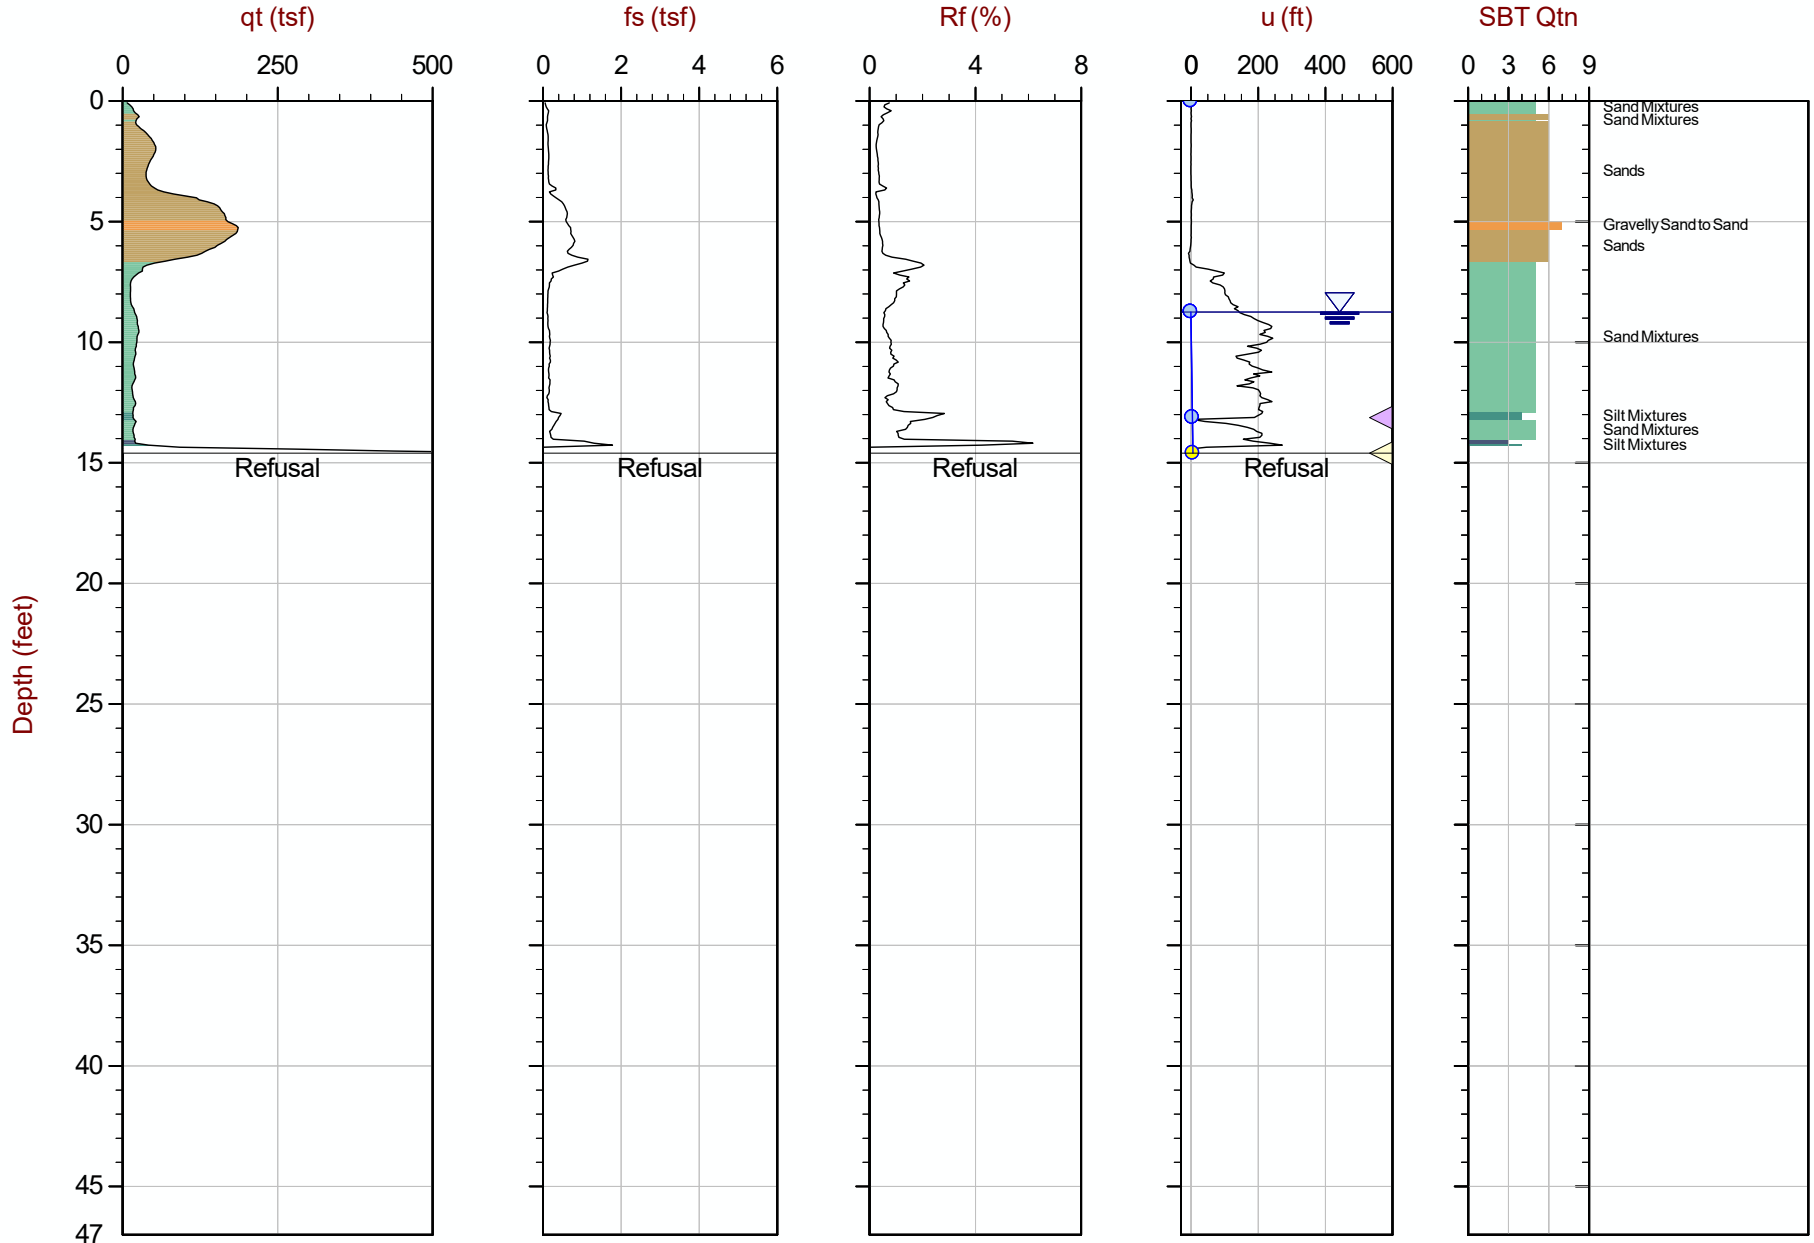 qt (tsf) fs (tsf) Rf (%) u (ft) SBT Qtn
0 250 500 0 2 4 6 0 4 8 0 200 400 600 0 3 6 9
0
Sand Mixtures
Sand Mixtures
Sands
5
Gravelly Sand to Sand
Sands
10
Sand Mixtures
Silt Mixtures
Sand Mixtures
Silt Mixtures
15
Refusal Refusal Refusal Refusal
20
25
Depth (feet)
30
35
40
45
47